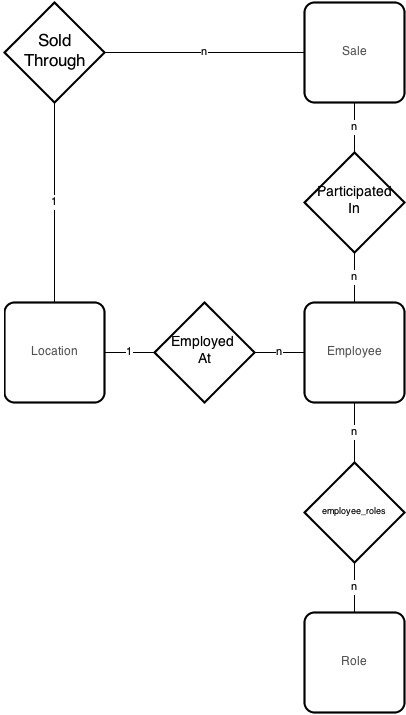 Sold
Through
n
Sale
n
1
Participated
In
n
Location
1
Employed
At
n
Employee
n
employee_roles
n
Role